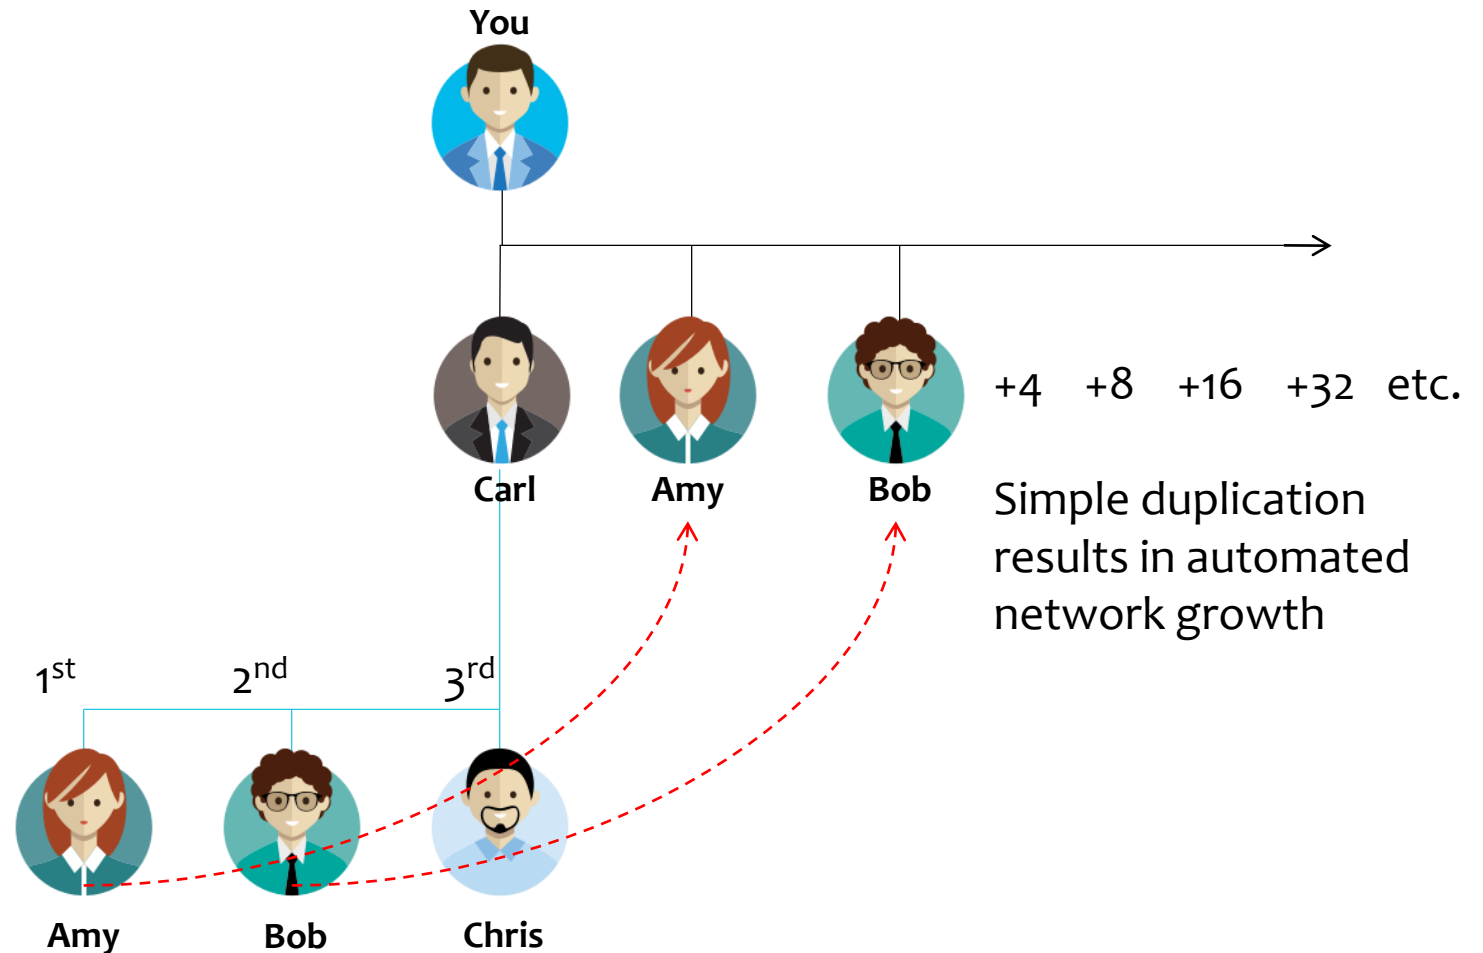 You
Carl
Amy
Bob
+4 +8 +16 +32 etc.
Simple duplication
results in automated
network growth
1st
2nd
3rd
Amy
Bob
Chris